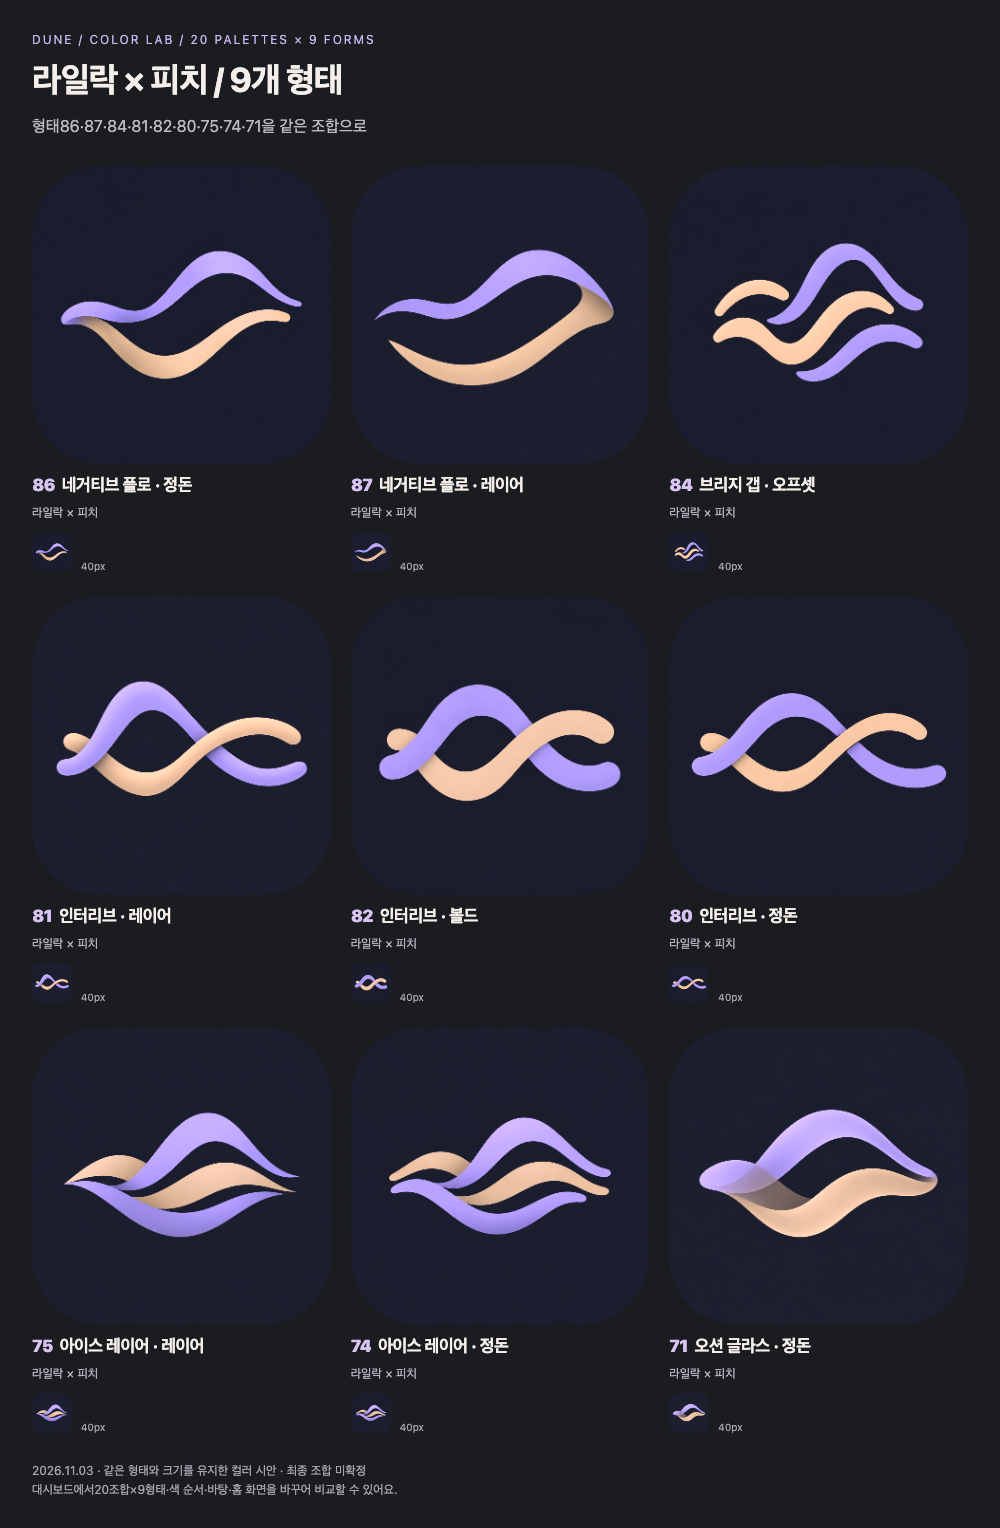 DUNE / COLOR LAB / 20 PALETTES × 9 FORMS
라일락 × 피치 / 9개 형태
형태86·87·84·81·82·80·75·74·71을 같은 조합으로
86 네거티브 플로 · 정돈
라일락 × 피치
40px
87 네거티브 플로 · 레이어
라일락 × 피치
40px
84 브리지 갭 · 오프셋
라일락 × 피치
40px
81 인터리브 · 레이어
라일락 × 피치
40px
82 인터리브 · 볼드
라일락 × 피치
40px
80 인터리브 · 정돈
라일락 × 피치
40px
75 아이스 레이어 · 레이어
라일락 × 피치
40px
74 아이스 레이어 · 정돈
라일락 × 피치
40px
71 오션 글라스 · 정돈
라일락 × 피치
40px
2026.11.03 · 같은 형태와 크기를 유지한 컬러 시안 · 최종 조합 미확정
대시보드에서20조합×9형태·색 순서·바탕·홈 화면을 바꾸어 비교할 수 있어요.